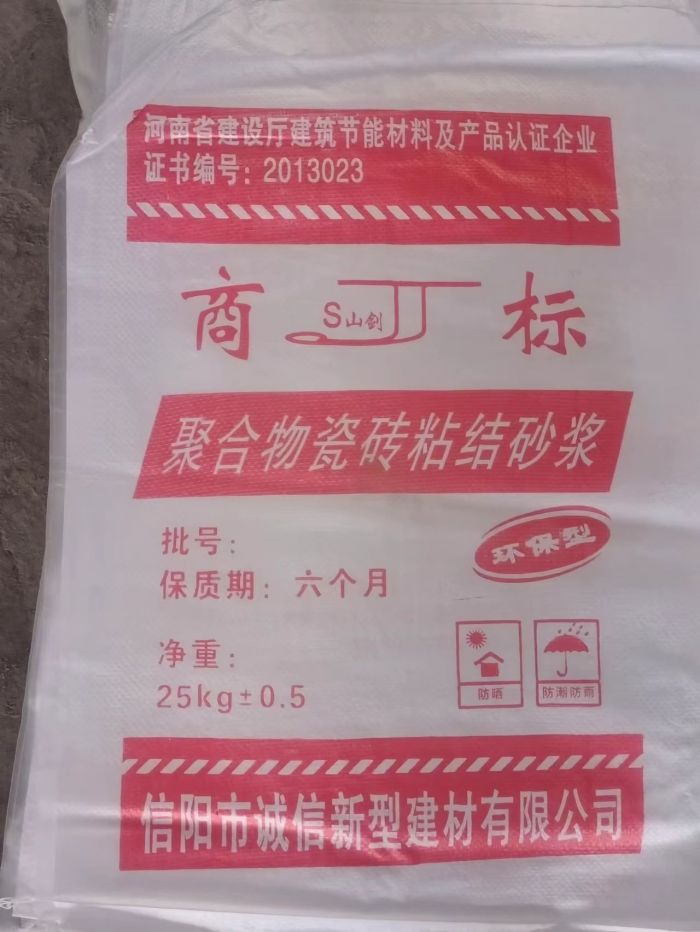 河南省建设厅建筑节能材料及产品认证企业
证书编号：2013023
商 S山剑 标
聚合物瓷砖粘结砂浆
批号：
环保型
保质期：六个月
净重：
25kg±0.5
防晒 防潮防雨
信阳市诚信新型建材有限公司